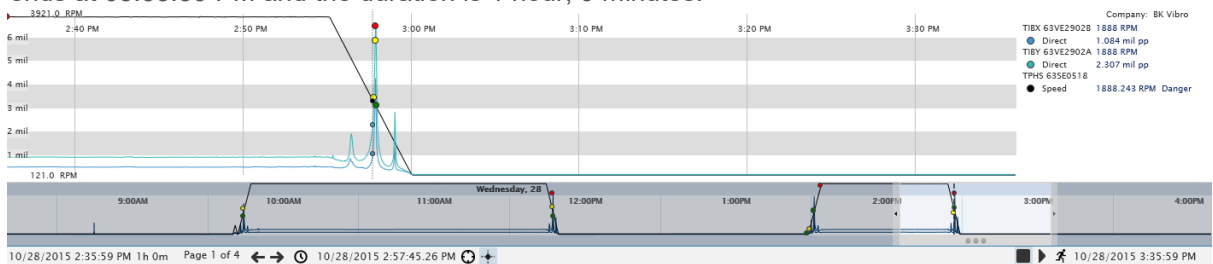 3921.0 RPM
2:40 PM 2:50 PM 3:00 PM 3:10 PM 3:20 PM 3:30 PM
6 mil
5 mil
4 mil
3 mil
2 mil
1 mil
121.0 RPM
Company: BK Vibro
TIBX 63VE2902B 1888 RPM
Direct 1.084 mil pp
TIBY 63VE2902A 1888 RPM
Direct 2.307 mil pp
TPHS 63SE0518
Speed 1888.243 RPM Danger
Wednesday, 28
9:00AM 10:00AM 11:00AM 12:00PM 1:00PM 2:00PM 3:00PM 4:00PM
10/28/2015 2:35:59 PM 1h 0m Page 1 of 4 10/28/2015 2:57:45.26 PM 10/28/2015 3:35:59 PM